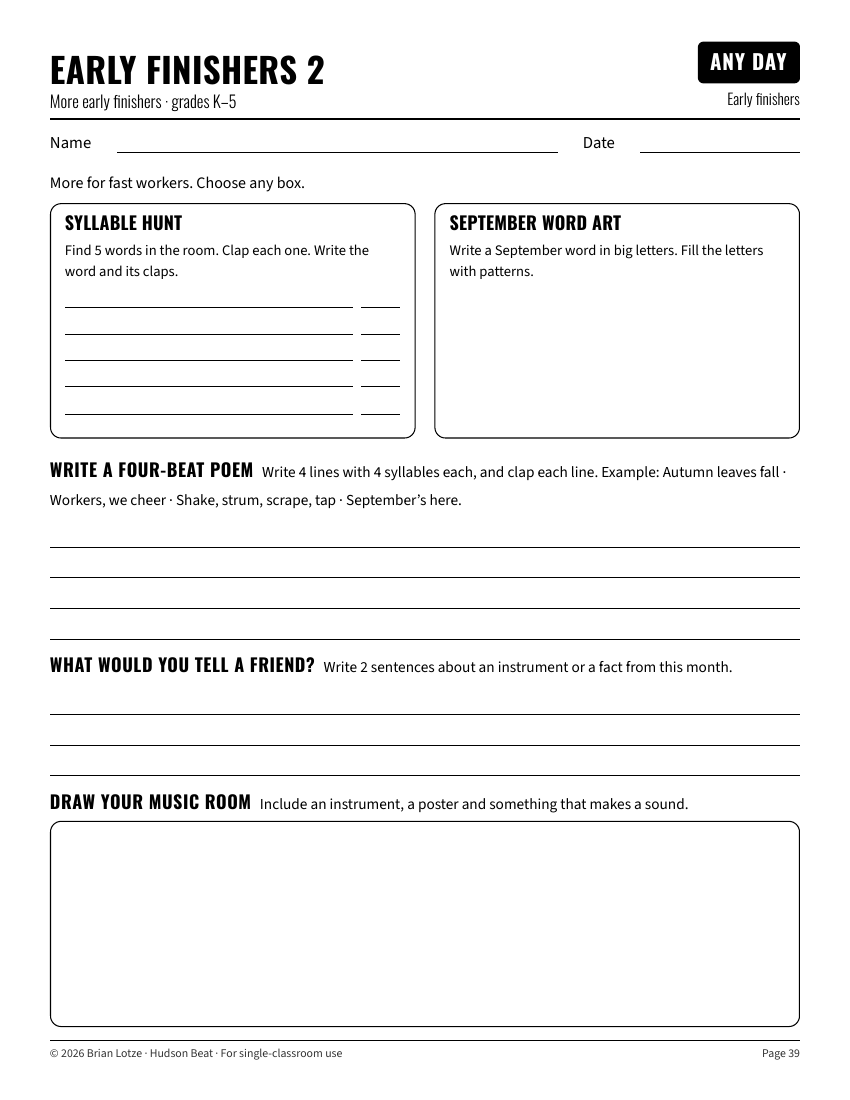 EARLY FINISHERS 2
ANY DAY
More early finishers · grades K–5
Early finishers
Name
Date
More for fast workers. Choose any box.
SYLLABLE HUNT
Find 5 words in the room. Clap each one. Write the
word and its claps.
SEPTEMBER WORD ART
Write a September word in big letters. Fill the letters
with patterns.
WRITE A FOUR-BEAT POEM Write 4 lines with 4 syllables each, and clap each line. Example: Autumn leaves fall ·
Workers, we cheer · Shake, strum, scrape, tap · September’s here.
WHAT WOULD YOU TELL A FRIEND? Write 2 sentences about an instrument or a fact from this month.
DRAW YOUR MUSIC ROOM Include an instrument, a poster and something that makes a sound.
© 2026 Brian Lotze · Hudson Beat · For single-classroom use
Page 39